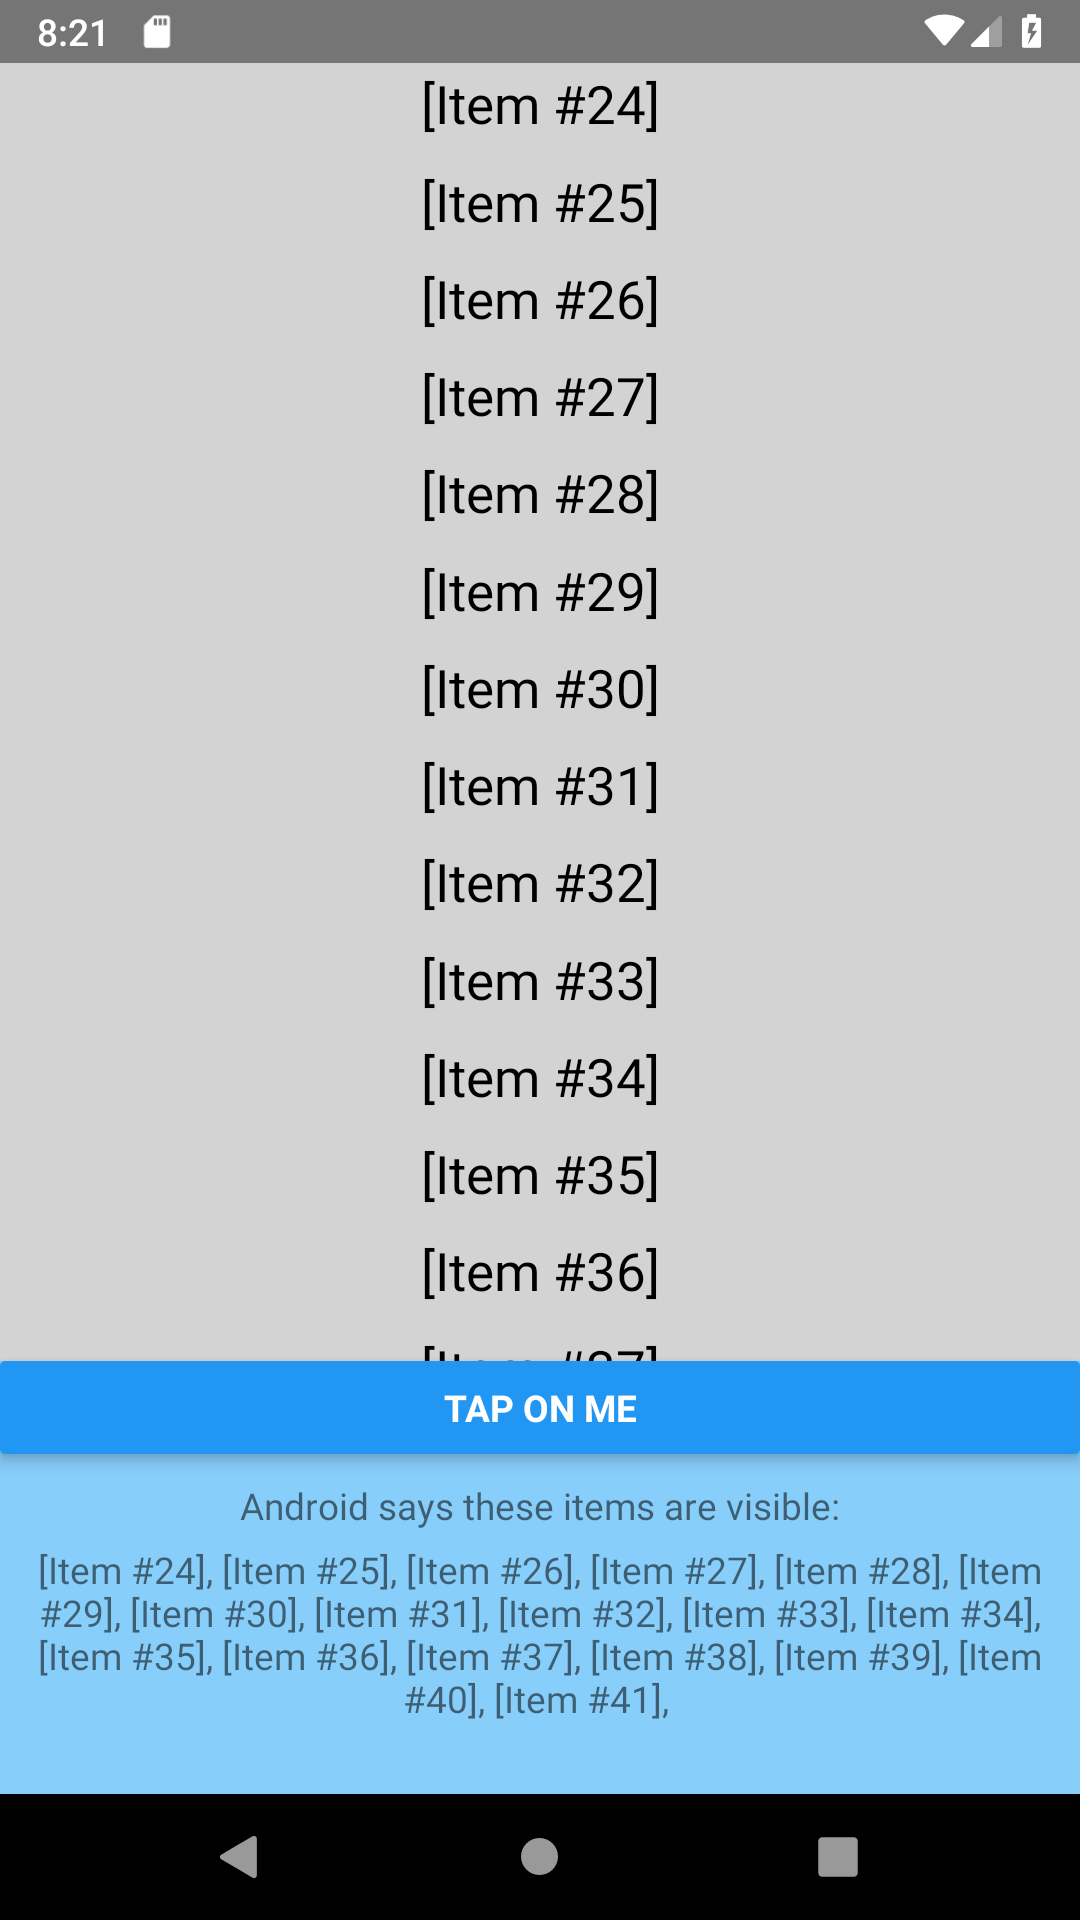 8:21
[Item #24]
[Item #25]
[Item #26]
[Item #27]
[Item #28]
[Item #29]
[Item #30]
[Item #31]
[Item #32]
[Item #33]
[Item #34]
[Item #35]
[Item #36]
[Item #37]
TAP ON ME
Android says these items are visible:
[Item #24], [Item #25], [Item #26], [Item #27], [Item #28], [Item
#29], [Item #30], [Item #31], [Item #32], [Item #33], [Item #34],
[Item #35], [Item #36], [Item #37], [Item #38], [Item #39], [Item
#40], [Item #41],